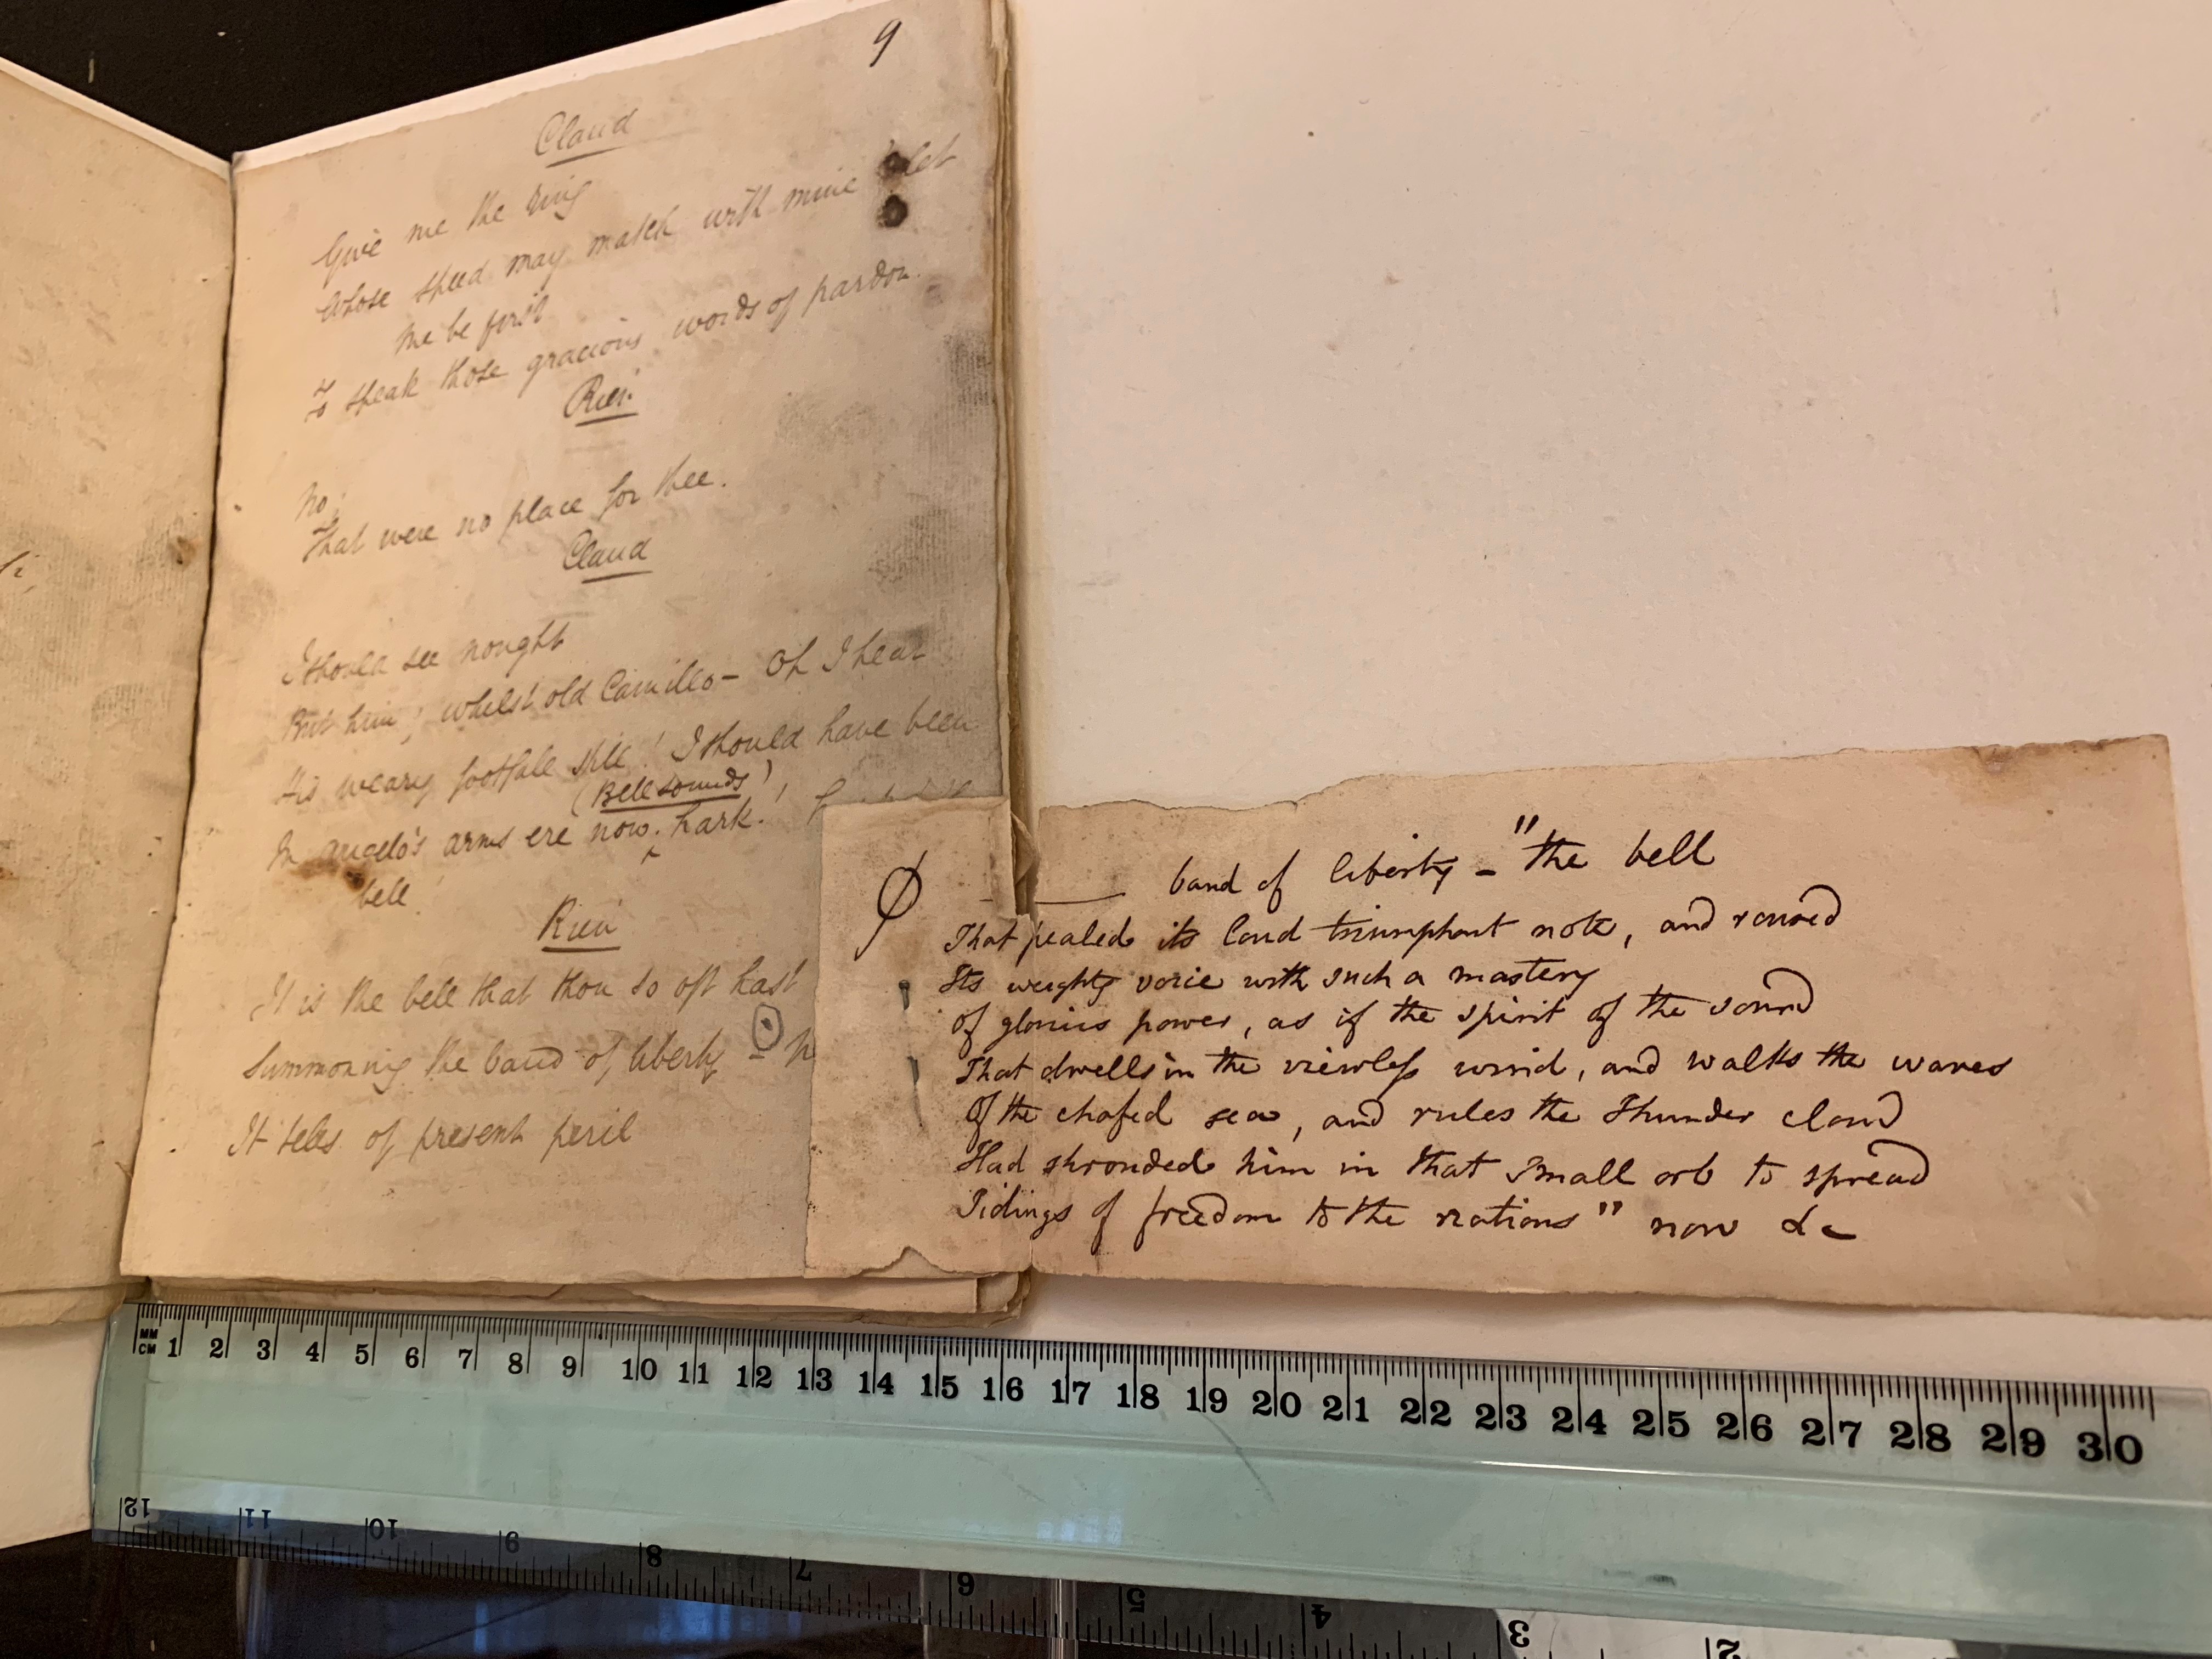 9
Claud
Give me the ring
Whose speed may match with mine let
me be first
To speak those gracious words of pardon.
Rien.
No;
That were no place for thee.
Claud
I should see nought
But him; whilst old Camillo – Oh I hear
His weary footfall still! I should have been
(Bell sounds)
In Angelo's arms ere now. hark!
bell!
Rien
It is the bell that thou so oft hast
Summoning the band of liberty –
It tells of present peril
band of liberty – "the bell
That pealed its loud triumphant note, and roused
Its weighty voice with such a mastery
Of glorious power, as if the spirit of the sound
That dwells in the viewless wind, and walks the waves
Of the chafed sea, and rules the Thunder cloud
Had shrouded him in that small orb to spread
Tidings of freedom to the nations" now &c
MM
CM 1 2 3 4 5 6 7 8 9 10 11 12 13 14 15 16 17 18 19 20 21 22 23 24 25 26 27 28 29 30
12 11 10 9 8 7 6 5 4 3 2